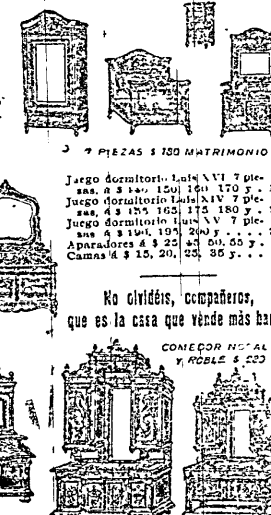 7 PIEZAS $ 130 MATRIMONIO
Juego dormitorio Luis XVI 7 pie-
zas, á $ 150 160 170 y .
Juego dormitorio Luis XIV 7 pie-
zas, á $ 155 165, 175 180 y .
Juego dormitorio Luis XV 7 pie-
zas á $ 195, 200 y . . .
Aparadores á $ 25 45 50. 55 y .
Camas á $ 15, 20, 25, 35 y . . .
No olvidéis, compañeros,
que es la casa que vende más
COMEDOR
Y ROBLE $